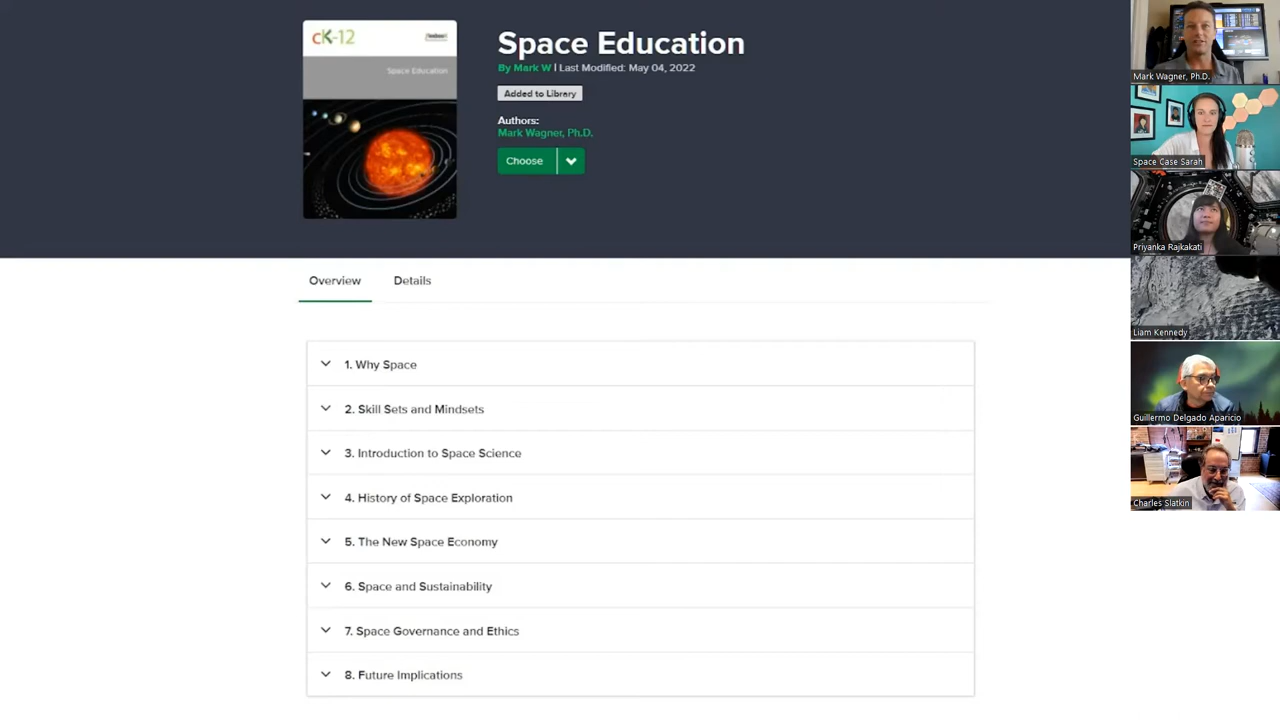 cK-12
Space Education
Space Education
By Mark W | Last Modified: May 04, 2022
Added to Library
Authors:
Mark Wagner, Ph.D.
Choose
Overview
Details
1. Why Space
2. Skill Sets and Mindsets
3. Introduction to Space Science
4. History of Space Exploration
5. The New Space Economy
6. Space and Sustainability
7. Space Governance and Ethics
8. Future Implications
Mark Wagner, Ph.D.
Space Case Sarah
Priyanka Rajkakati
Liam Kennedy
Guillermo Delgado Aparicio
Charles Slatkin